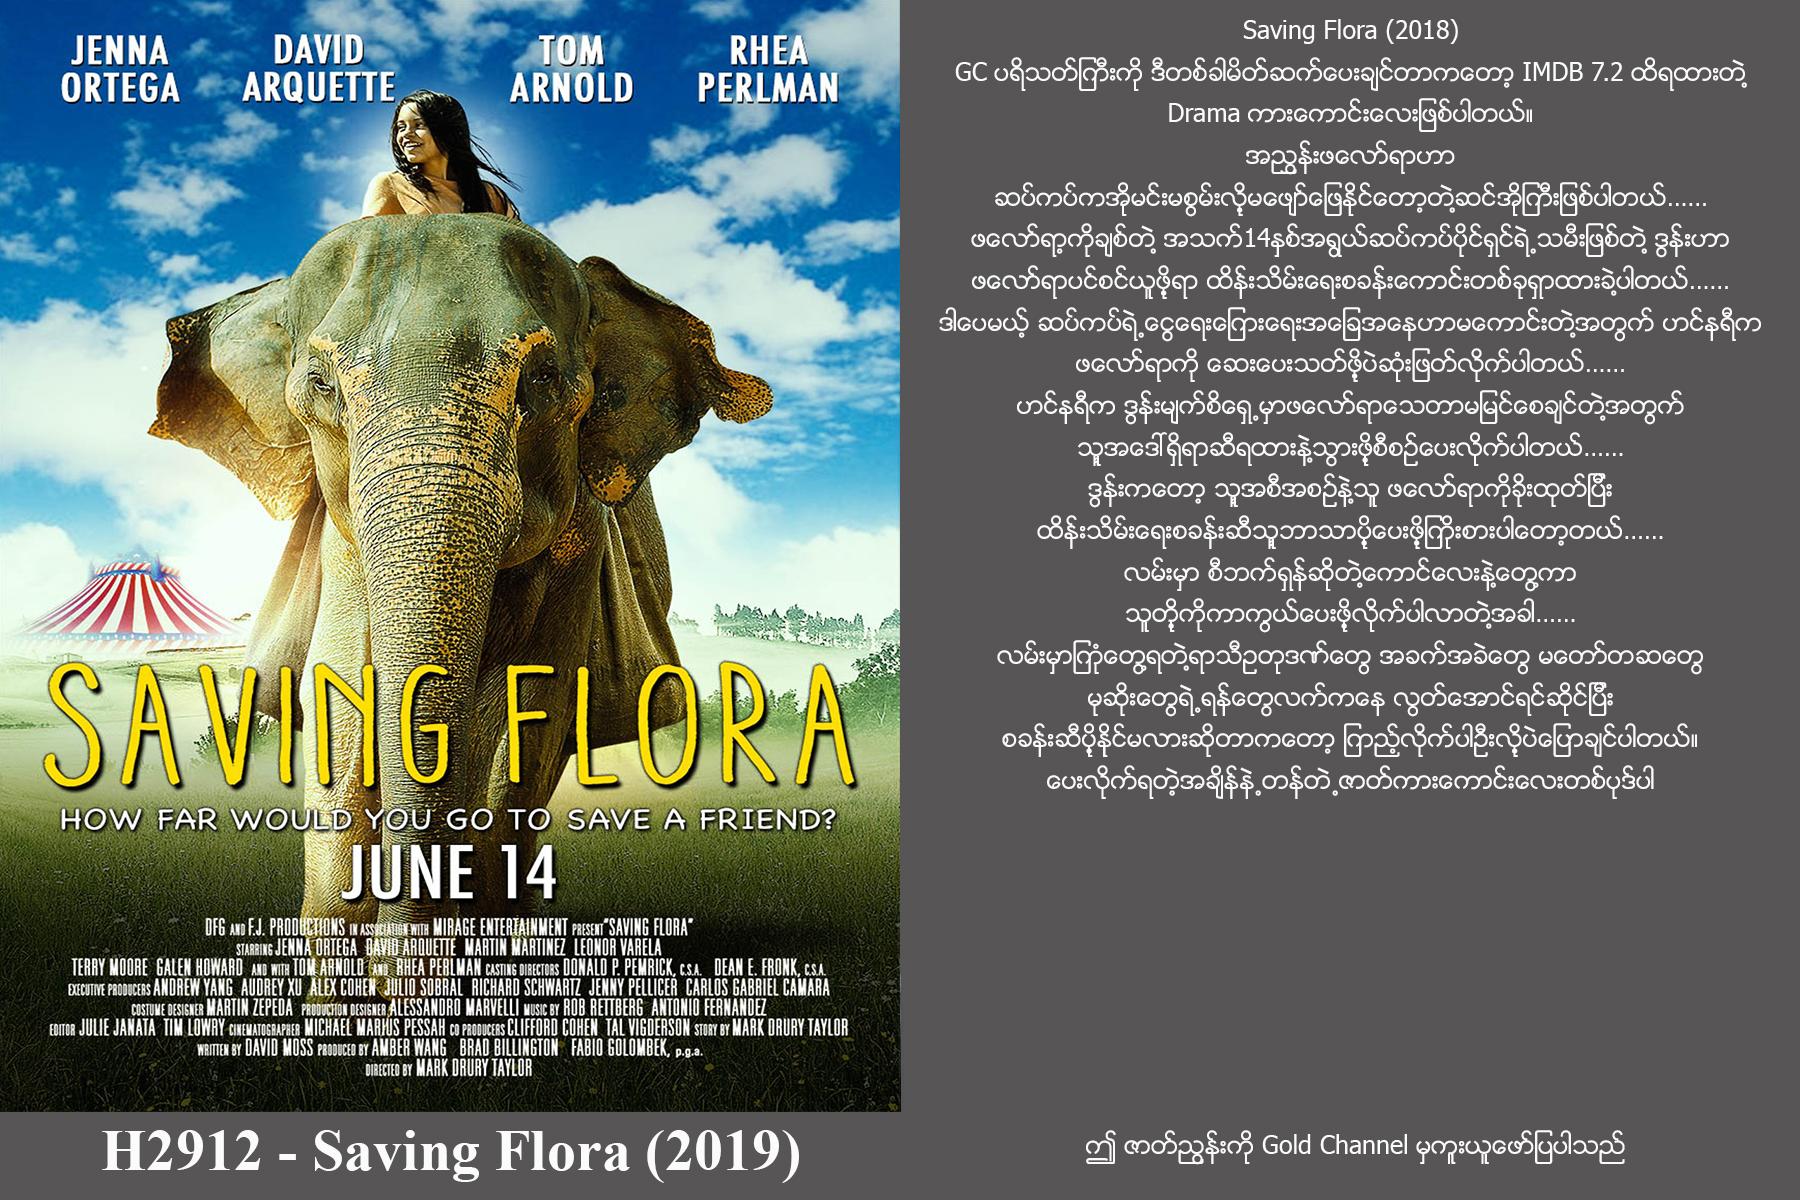 JENNA
ORTEGA
DAVID
ARQUETTE
TOM
ARNOLD
RHEA
PERLMAN
SAVING FLORA
HOW FAR WOULD YOU GO TO SAVE A FRIEND?
JUNE 14
DFG AND F.J. PRODUCTIONS IN ASSOCIATION WITH MIRAGE ENTERTAINMENT PRESENT "SAVING FLORA"
STARRING JENNA ORTEGA DAVID ARQUETTE MARTIN MARTINEZ LEONOR VARELA
TERRY MOORE GALEN HOWARD AND WITH TOM ARNOLD AND RHEA PERLMAN CASTING DIRECTORS DONALD P. PEMRICK, C.S.A. DEAN E. FRONK, C.S.A.
EXECUTIVE PRODUCERS ANDREW YANG AUDREY XU ALEX COHEN JULIO SOBRAL RICHARD SCHWARTZ JENNY PELLICER CARLOS GABRIEL CAMARA
COSTUME DESIGNER MARTIN ZEPEDA PRODUCTION DESIGNER ALESSANDRO MARVELLI MUSIC BY ROB RETTBERG ANTONIO FERNANDEZ
EDITOR JULIE JANATA TIM LOWRY CINEMATOGRAPHER MICHAEL MARIUS PESSAH CO PRODUCERS CLIFFORD COHEN TAL VIGDERSON STORY BY MARK DRURY TAYLOR
WRITTEN BY DAVID MOSS PRODUCED BY AMBER WANG BRAD BILLINGTON FABIO GOLOMBEK, p.g.a.
DIRECTED BY MARK DRURY TAYLOR
H2912 - Saving Flora (2019)
Saving Flora (2018)
GC ပရိသတ်ကြီးကို ဒီတစ်ခါမိတ်ဆက်ပေးချင်တာကတော့ IMDB 7.2 ထိရထားတဲ့
Drama ကားကောင်းလေးဖြစ်ပါတယ်။
အညွှန်းဖလော်ရာဟာ
ဆပ်ကပ်ကအိုမင်းမစွမ်းလို့မဖျော်ဖြေနိုင်တော့တဲ့ဆင်အိုကြီးဖြစ်ပါတယ်……
ဖလော်ရာ့ကိုချစ်တဲ့ အသက်14နှစ်အရွယ်ဆပ်ကပ်ပိုင်ရှင်ရဲ့သမီးဖြစ်တဲ့ ဒွန်းဟာ
ဖလော်ရာပင်စင်ယူဖို့ရာ ထိန်းသိမ်းရေးစခန်းကောင်းတစ်ခုရှာထားခဲ့ပါတယ်……
ဒါပေမယ့် ဆပ်ကပ်ရဲ့ငွေရေးကြေးရေးအခြေအနေဟာမကောင်းတဲ့အတွက် ဟင်နရီက
ဖလော်ရာကို ဆေးပေးသတ်ဖို့ပဲဆုံးဖြတ်လိုက်ပါတယ်……
ဟင်နရီက ဒွန်းမျက်စိရှေ့မှာဖလော်ရာသေတာမမြင်စေချင်တဲ့အတွက်
သူ့အဒေါ်ရှိရာဆီရထားနဲ့သွားဖို့စီစဉ်ပေးလိုက်ပါတယ်……
ဒွန်းကတော့ သူ့အစီအစဉ်နဲ့သူ ဖလော်ရာကိုခိုးထုတ်ပြီး
ထိန်းသိမ်းရေးစခန်းဆီသူ့ဘာသာပို့ပေးဖို့ကြိုးစားပါတော့တယ်……
လမ်းမှာ စီဘက်ရှန်ဆိုတဲ့ကောင်လေးနဲ့တွေ့ကာ
သူတို့ကိုကာကွယ်ပေးဖို့လိုက်ပါလာတဲ့အခါ……
လမ်းမှာကြုံတွေ့ရတဲ့ရာသီဥတုဒဏ်တွေ အခက်အခဲတွေ မတော်တဆတွေ
မုဆိုးတွေရဲ့ရန်တွေလက်ကနေ လွတ်အောင်ရင်ဆိုင်ပြီး
စခန်းဆီပို့နိုင်မလားဆိုတာကတော့ ကြည့်လိုက်ပါဦးလို့ပဲပြောချင်ပါတယ်။
ပေးလိုက်ရတဲ့အချိန်နဲ့တန်တဲ့ဇာတ်ကားကောင်းလေးတစ်ပုဒ်ပါ
ဤ ဇာတ်ညွှန်းကို Gold Channel မှကူးယူဖော်ပြပါသည်